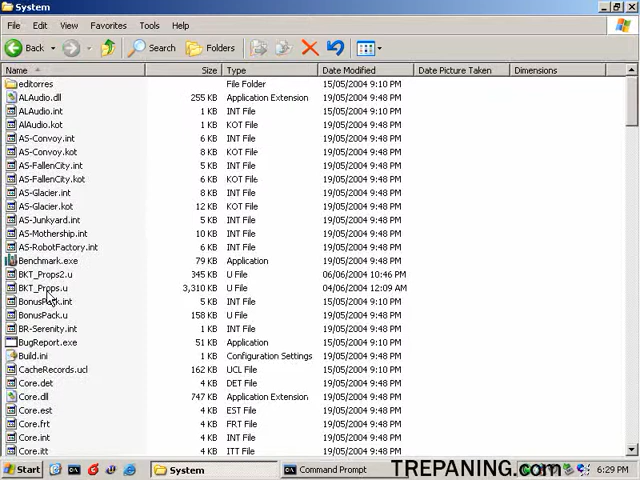 System
File Edit View Favorites Tools Help
Back Search Folders
Name Size Type Date Modified Date Picture Taken Dimensions
editorres File Folder 15/05/2004 9:10 PM
ALAudio.dll 255 KB Application Extension 19/05/2004 9:48 PM
ALAudio.int 1 KB INT File 15/05/2004 9:10 PM
AlAudio.kot 1 KB KOT File 19/05/2004 9:48 PM
AS-Convoy.int 6 KB INT File 19/05/2004 9:48 PM
AS-Convoy.kot 8 KB KOT File 19/05/2004 9:48 PM
AS-FallenCity.int 5 KB INT File 19/05/2004 9:48 PM
AS-FallenCity.kot 6 KB KOT File 19/05/2004 9:48 PM
AS-Glacier.int 8 KB INT File 19/05/2004 9:48 PM
AS-Glacier.kot 12 KB KOT File 19/05/2004 9:48 PM
AS-Junkyard.int 5 KB INT File 19/05/2004 9:48 PM
AS-Mothership.int 10 KB INT File 19/05/2004 9:48 PM
AS-RobotFactory.int 6 KB INT File 19/05/2004 9:48 PM
Benchmark.exe 79 KB Application 19/05/2004 9:48 PM
BKT_Props2.u 345 KB U File 06/06/2004 10:46 PM
BKT_Props.u 3,310 KB U File 04/06/2004 12:09 AM
BonusPack.int 5 KB INT File 19/05/2004 9:48 PM
BonusPack.u 158 KB U File 19/05/2004 9:48 PM
BR-Serenity.int 1 KB INT File 19/05/2004 9:48 PM
BugReport.exe 51 KB Application 19/05/2004 9:48 PM
Build.ini 1 KB Configuration Settings 19/05/2004 9:48 PM
CacheRecords.ucl 162 KB UCL File 19/05/2004 9:48 PM
Core.det 4 KB DET File 19/05/2004 9:48 PM
Core.dll 747 KB Application Extension 19/05/2004 9:48 PM
Core.est 4 KB EST File 19/05/2004 9:48 PM
Core.frt 4 KB FRT File 19/05/2004 9:48 PM
Core.int 4 KB INT File 19/05/2004 9:48 PM
Core.itt 4 KB ITT File 19/05/2004 9:48 PM
Start System Command Prompt TREPANING.com 6:29 PM